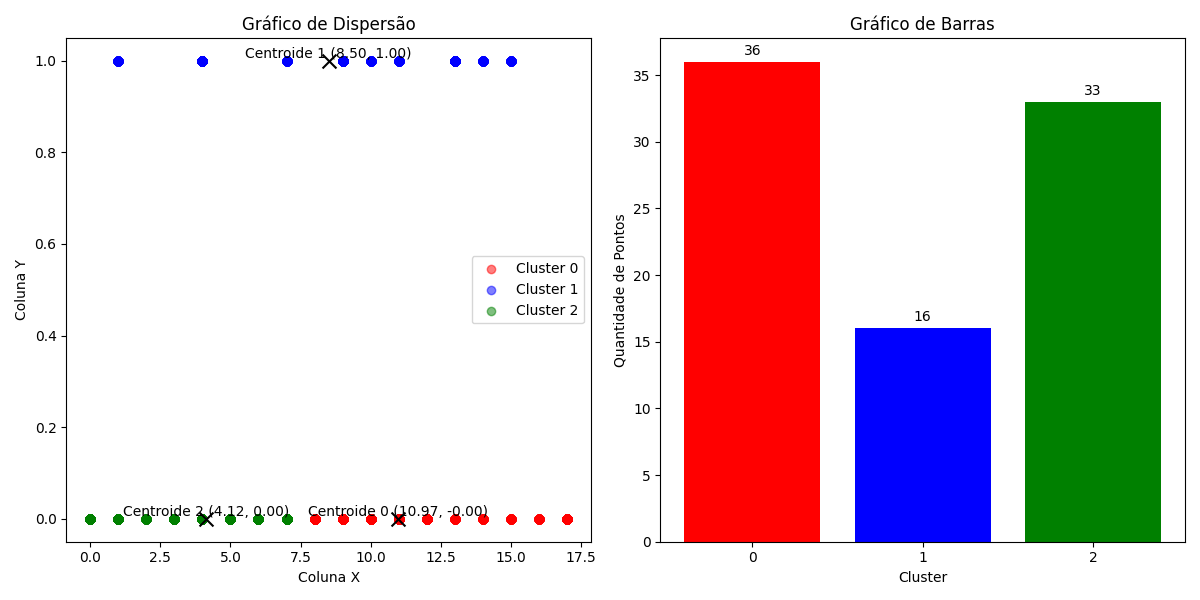 Gráfico de Dispersão
Coluna Y
1.0
0.8
0.6
0.4
0.2
0.0
Centroide 1 (8.50, 1.00)
Cluster 0
Cluster 1
Cluster 2
Centroide 2 (4.12, 0.00)
Centroide 0 (10.97, -0.00)
0.0
2.5
5.0
7.5
10.0
12.5
15.0
17.5
Coluna X
Gráfico de Barras
Quantidade de Pontos
35
30
25
20
15
10
5
0
36
16
33
0
1
2
Cluster